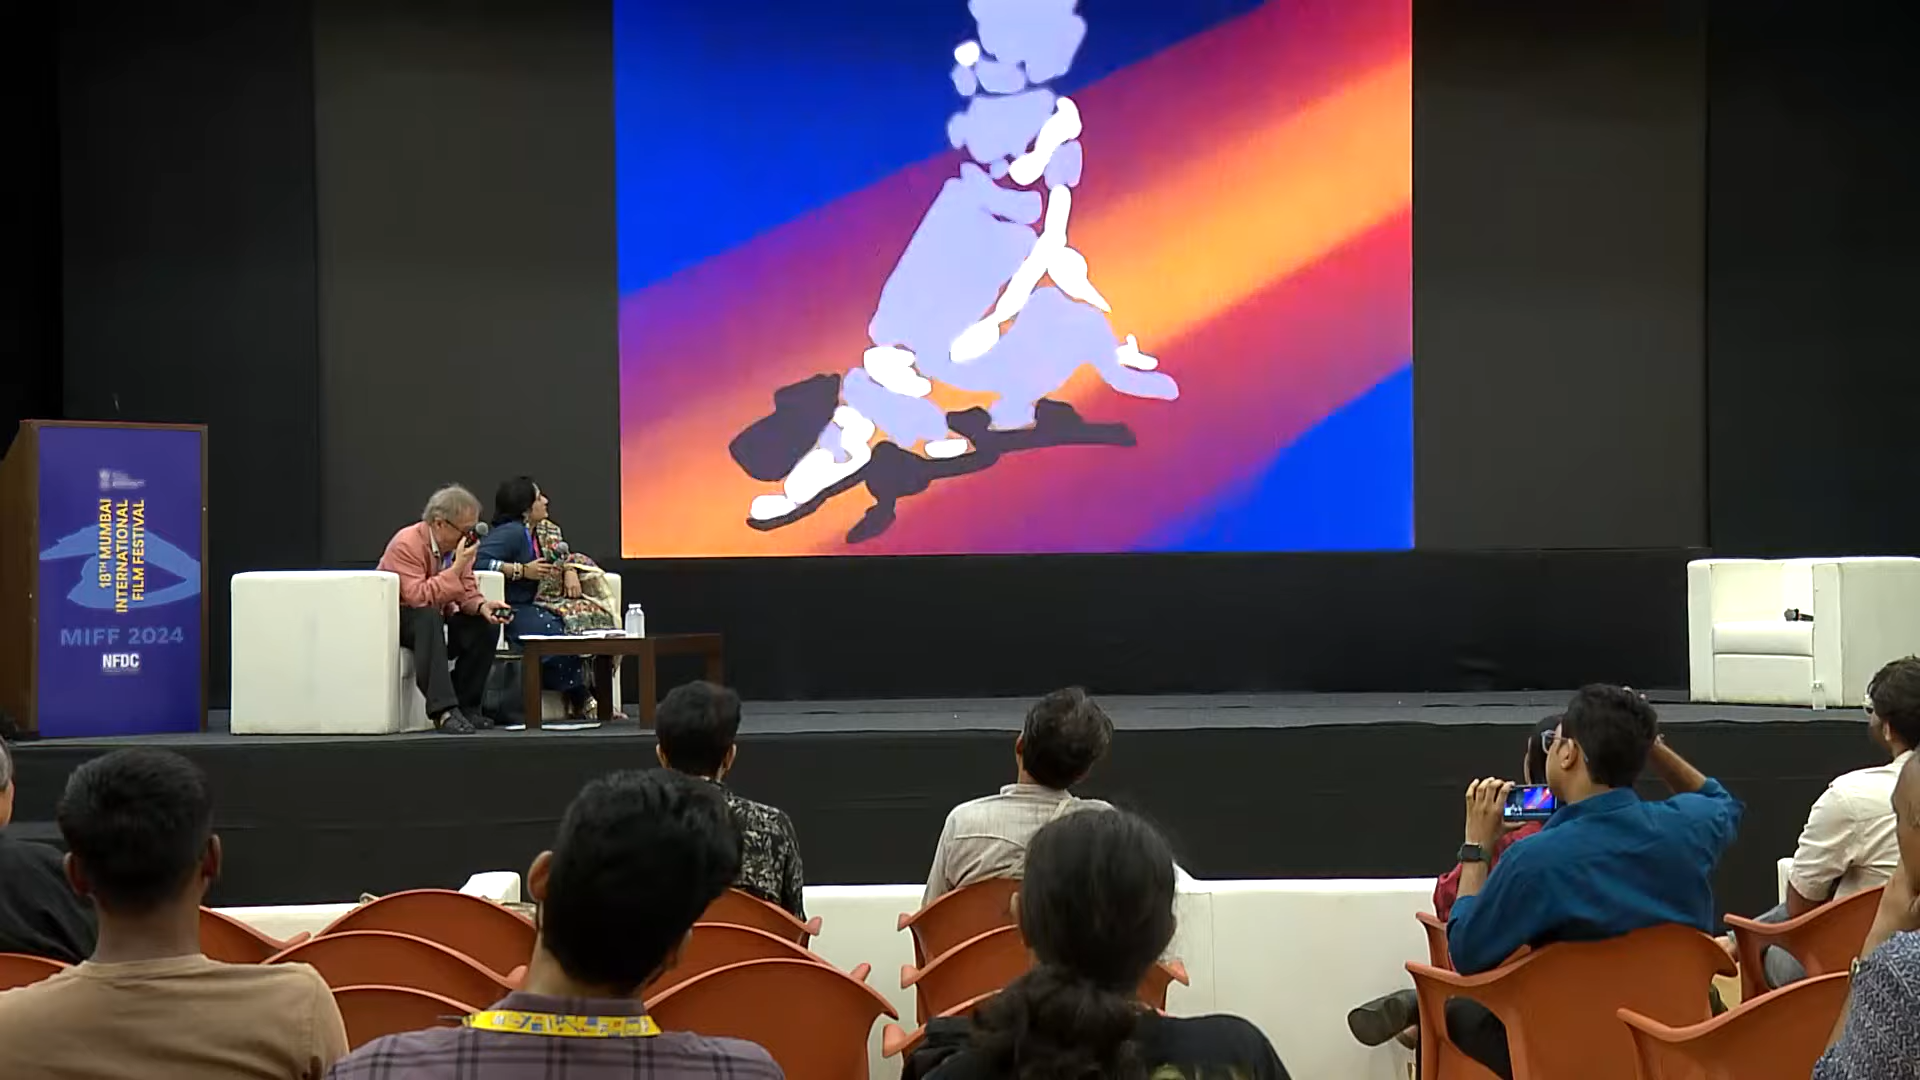 18TH MUMBAI
INTERNATIONAL
FILM FESTIVAL
MIFF 2024
NFDC